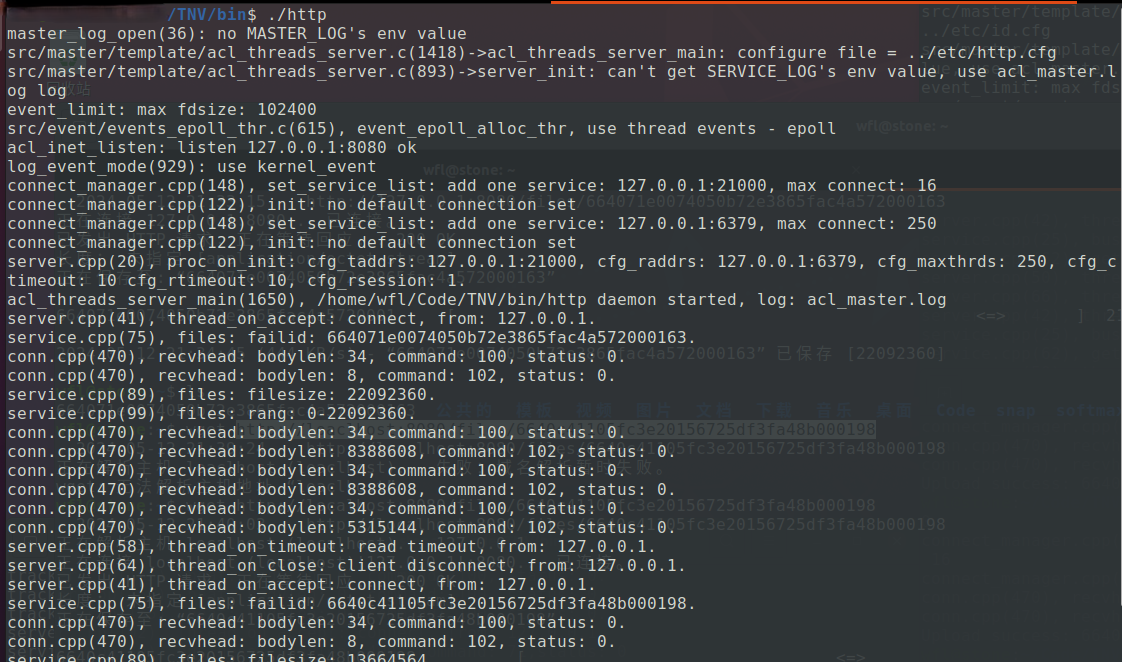 /TNV/bin$ ./http
master_log_open(36): no MASTER_LOG's env value
src/master/template/acl_threads_server.c(1418)->acl_threads_server_main: configure file = ../etc/http.cfg
src/master/template/acl_threads_server.c(893)->server_init: can't get SERVICE_LOG's env value, use acl_master.l
og log
event_limit: max fdsize: 102400
src/event/events_epoll_thr.c(615), event_epoll_alloc_thr, use thread events - epoll
acl_inet_listen: listen 127.0.0.1:8080 ok
log_event_mode(929): use kernel_event
connect_manager.cpp(148), set_service_list: add one service: 127.0.0.1:21000, max connect: 16
connect_manager.cpp(122), init: no default connection set
connect_manager.cpp(148), set_service_list: add one service: 127.0.0.1:6379, max connect: 250
connect_manager.cpp(122), init: no default connection set
server.cpp(20), proc_on_init: cfg_taddrs: 127.0.0.1:21000, cfg_raddrs: 127.0.0.1:6379, cfg_maxthrds: 250, cfg_c
timeout: 10 cfg_rtimeout: 10, cfg_rsession: 1.
acl_threads_server_main(1650), /home/wfl/Code/TNV/bin/http daemon started, log: acl_master.log
server.cpp(41), thread_on_accept: connect, from: 127.0.0.1.
service.cpp(75), files: failid: 664071e0074050b72e3865fac4a572000163.
conn.cpp(470), recvhead: bodylen: 34, command: 100, status: 0.
conn.cpp(470), recvhead: bodylen: 8, command: 102, status: 0.
service.cpp(89), files: filesize: 22092360.
service.cpp(99), files: rang: 0-22092360.
conn.cpp(470), recvhead: bodylen: 34, command: 100, status: 0.
conn.cpp(470), recvhead: bodylen: 8388608, command: 102, status: 0.
conn.cpp(470), recvhead: bodylen: 34, command: 100, status: 0.
conn.cpp(470), recvhead: bodylen: 8388608, command: 102, status: 0.
conn.cpp(470), recvhead: bodylen: 34, command: 100, status: 0.
conn.cpp(470), recvhead: bodylen: 5315144, command: 102, status: 0.
server.cpp(58), thread_on_timeout: read timeout, from: 127.0.0.1.
server.cpp(64), thread_on_close: client disconnect, from: 127.0.0.1.
server.cpp(41), thread_on_accept: connect, from: 127.0.0.1.
service.cpp(75), files: failid: 6640c41105fc3e20156725df3fa48b000198.
conn.cpp(470), recvhead: bodylen: 34, command: 100, status: 0.
conn.cpp(470), recvhead: bodylen: 8, command: 102, status: 0.
service.cpp(89), files: filesize: 13664564